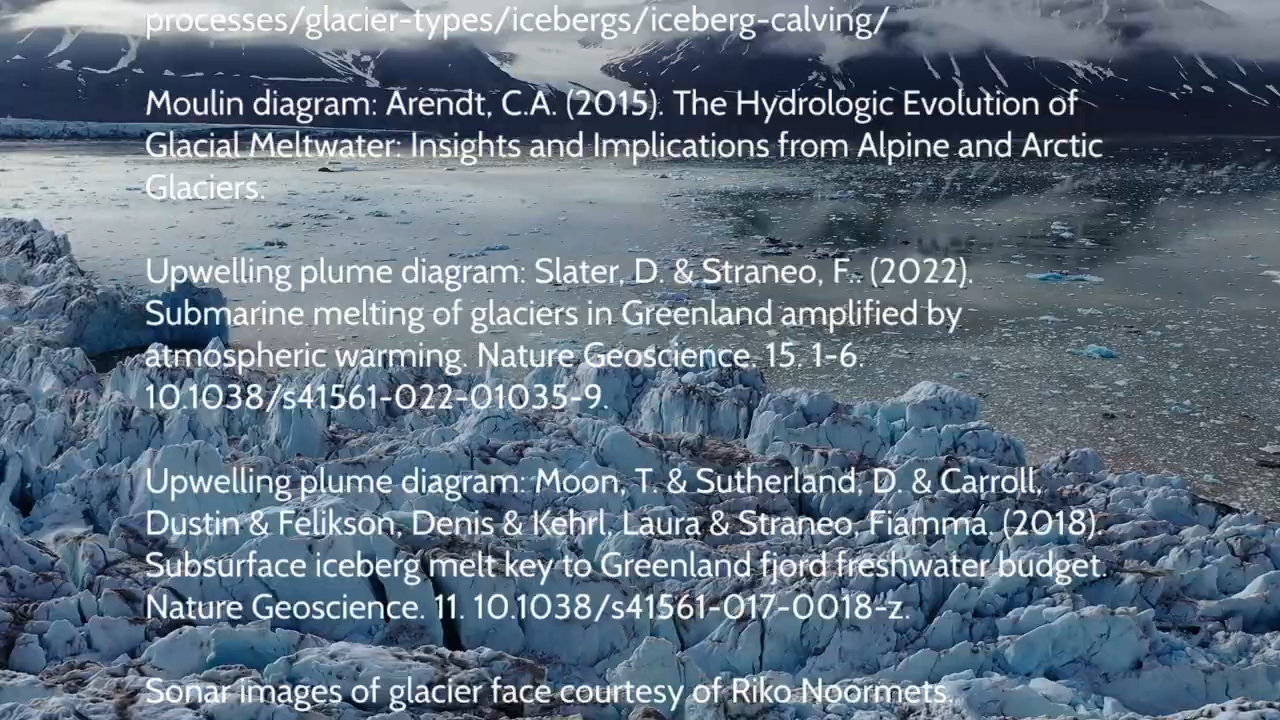 processes/glacier-types/icebergs/iceberg-calving/
Moulin diagram: Arendt, C.A. (2015). The Hydrologic Evolution of
Glacial Meltwater: Insights and Implications from Alpine and Arctic
Glaciers.
Upwelling plume diagram: Slater, D. & Straneo, F.. (2022).
Submarine melting of glaciers in Greenland amplified by
atmospheric warming. Nature Geoscience. 15. 1-6.
10.1038/s41561-022-01035-9.
Upwelling plume diagram: Moon, T. & Sutherland, D. & Carroll,
Dustin & Felikson, Denis & Kehrl, Laura & Straneo, Fiamma. (2018).
Subsurface iceberg melt key to Greenland fjord freshwater budget.
Nature Geoscience. 11. 10.1038/s41561-017-0018-z.
Sonar images of glacier face courtesy of Riko Noormets.